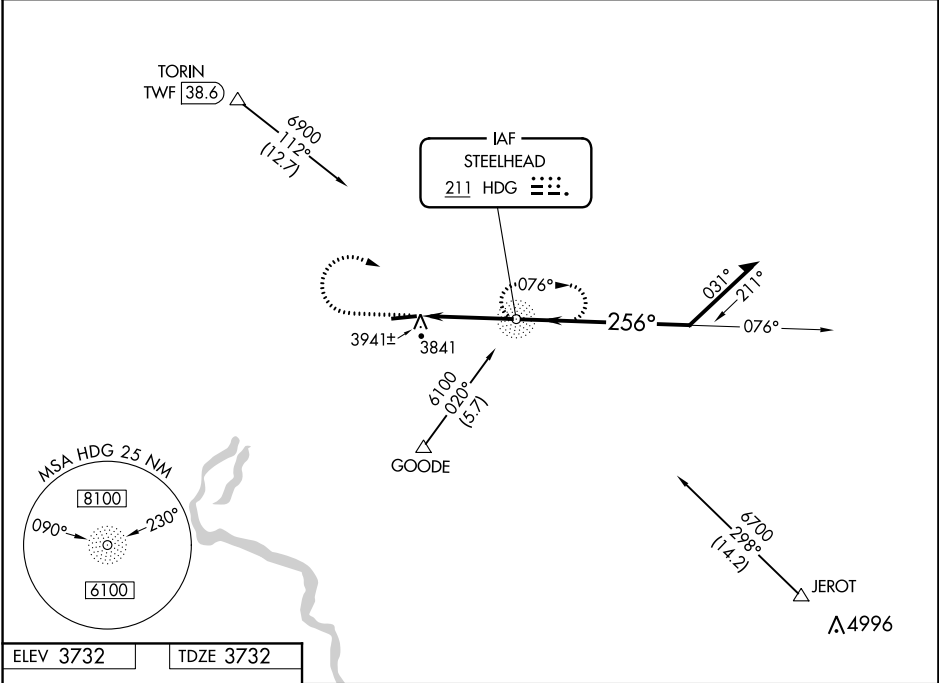 TORIN
TWF 38.6
6900
112°
(12.7)
IAF
STEELHEAD
211 HDG
076°
031°
211°
256°
076°
3941±
3841
6100
020°
(5.7)
GOODE
MSA HDG 25 NM
8100
090°
230°
6100
6700
298°
(14.2)
JEROT
4996
ELEV 3732
TDZE 3732